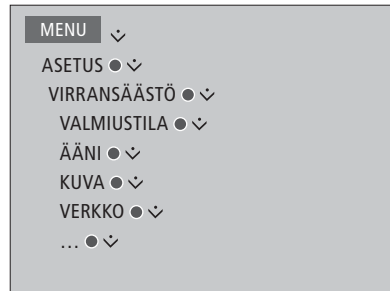 MENU
ASETUS
VIRRANSÄÄSTÖ
VALMIUSTILA
ÄÄNI
KUVA
VERKKO
…